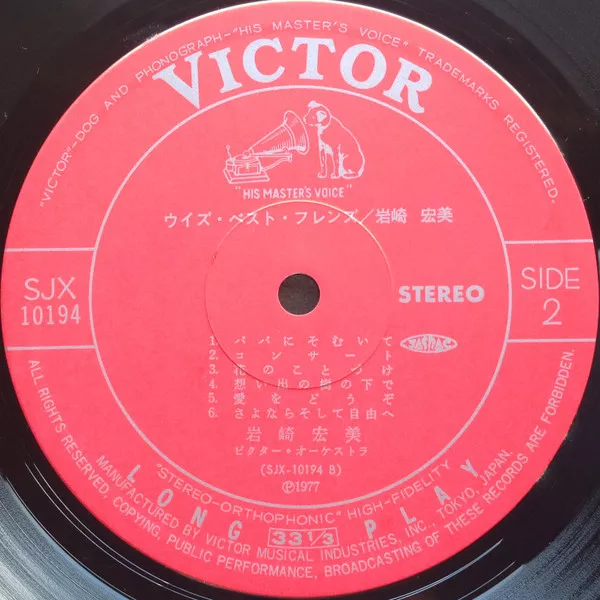 "VICTOR"—DOG AND PHONOGRAPH—"HIS MASTER'S VOICE" TRADEMARKS REGISTERED.
VICTOR
"HIS MASTER'S VOICE"
ウイズ・ベスト・フレンズ/岩崎 宏美
SJX
10194
STEREO
SIDE
2
1. パパにそむいて
2. コンサート
3. 花のことづけ
4. 想い出の樹の下で
5. 愛をどうぞ
6. さよならそして自由へ
JASRAC
岩崎宏美
ビクター・オーケストラ
(SJX-10194 B)
Ⓟ1977
"STEREO-ORTHOPHONIC" HIGH-FIDELITY
LONG 33 1/3 PLAY
MANUFACTURED BY VICTOR MUSICAL INDUSTRIES, INC., TOKYO, JAPAN.
ALL RIGHTS RESERVED, COPYING, PUBLIC PERFORMANCE, BROADCASTING OF THESE RECORDS ARE FORBIDDEN.